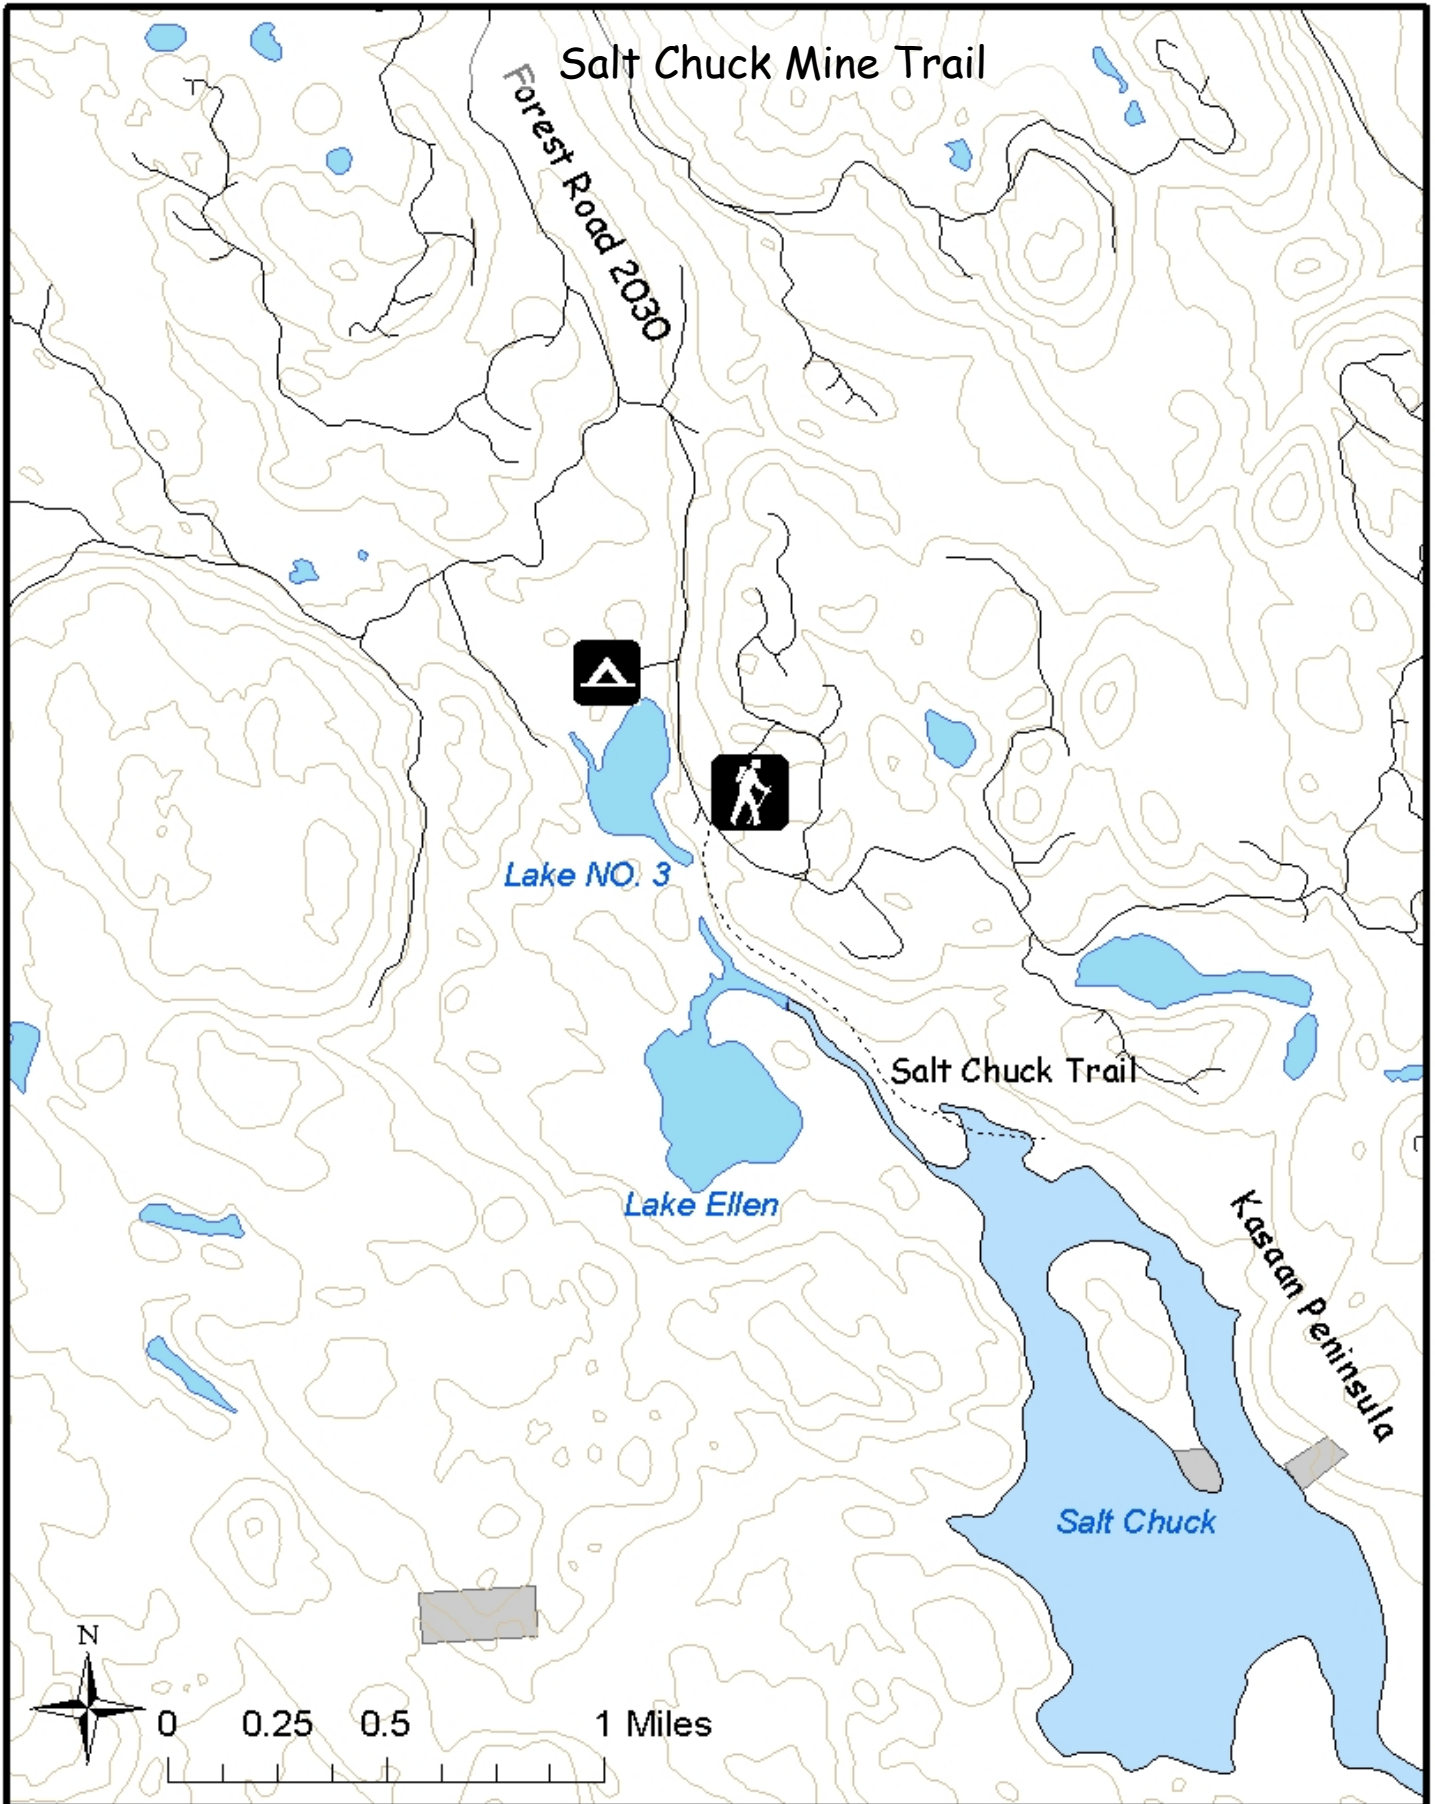 Salt Chuck Mine Trail
Forest Road 2030
Lake NO. 3
Salt Chuck Trail
Lake Ellen
Kasaan Peninsula
Salt Chuck
N
0 0.25 0.5 1 Miles